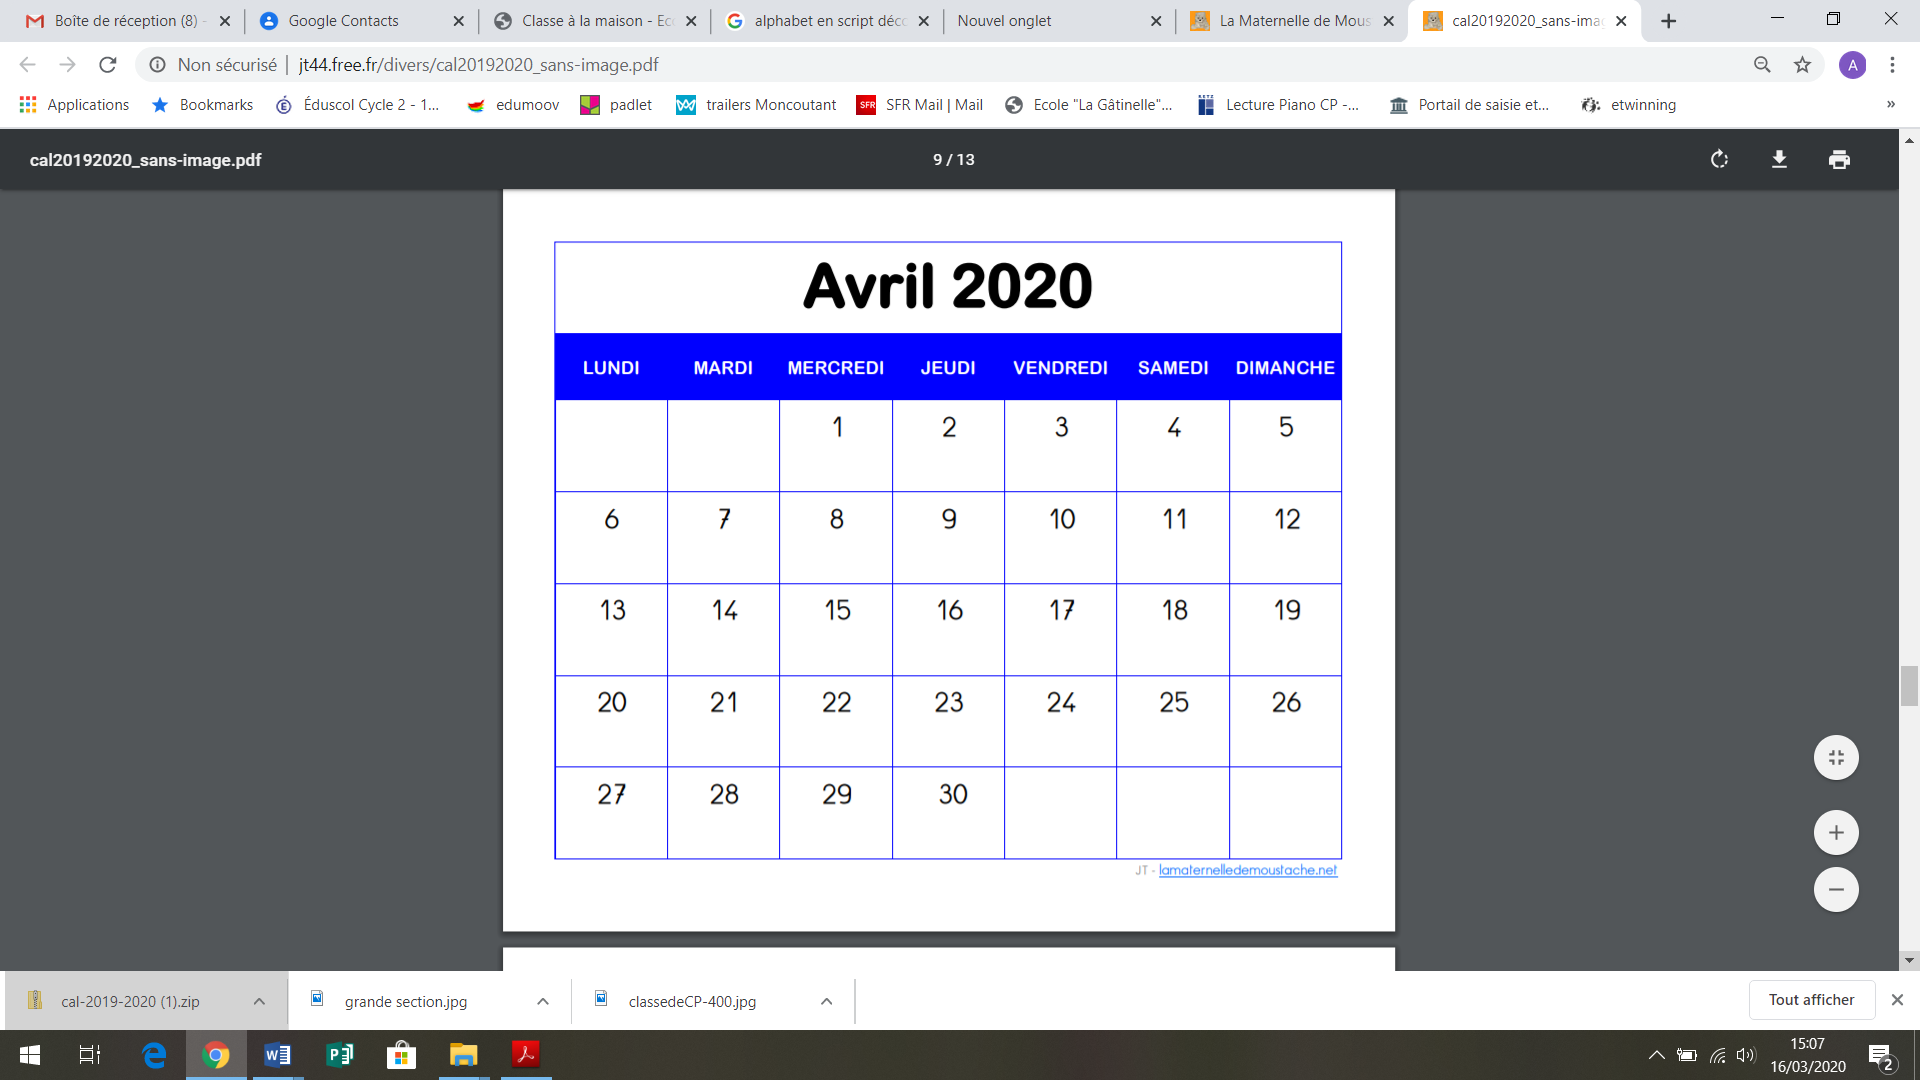 Boîte de réception (8) - Google Contacts Classe à la maison - Eco alphabet en script déco Nouvel onglet La Maternelle de Mous cal20192020_sans-ima
Non sécurisé | jt44.free.fr/divers/cal20192020_sans-image.pdf A
Applications Bookmarks Éduscol Cycle 2 - 1... edumoov padlet trailers Moncoutant SFR SFR Mail | Mail Ecole "La Gâtinelle"... Lecture Piano CP -... Portail de saisie et... etwinning »
cal20192020_sans-image.pdf 9 / 13
Avril 2020
LUNDI MARDI MERCREDI JEUDI VENDREDI SAMEDI DIMANCHE
1 2 3 4 5
6 7 8 9 10 11 12
13 14 15 16 17 18 19
20 21 22 23 24 25 26
27 28 29 30
JT - lamaternelledemoustache.net
cal-2019-2020 (1).zip grande section.jpg classedeCP-400.jpg Tout afficher
15:07
16/03/2020 2